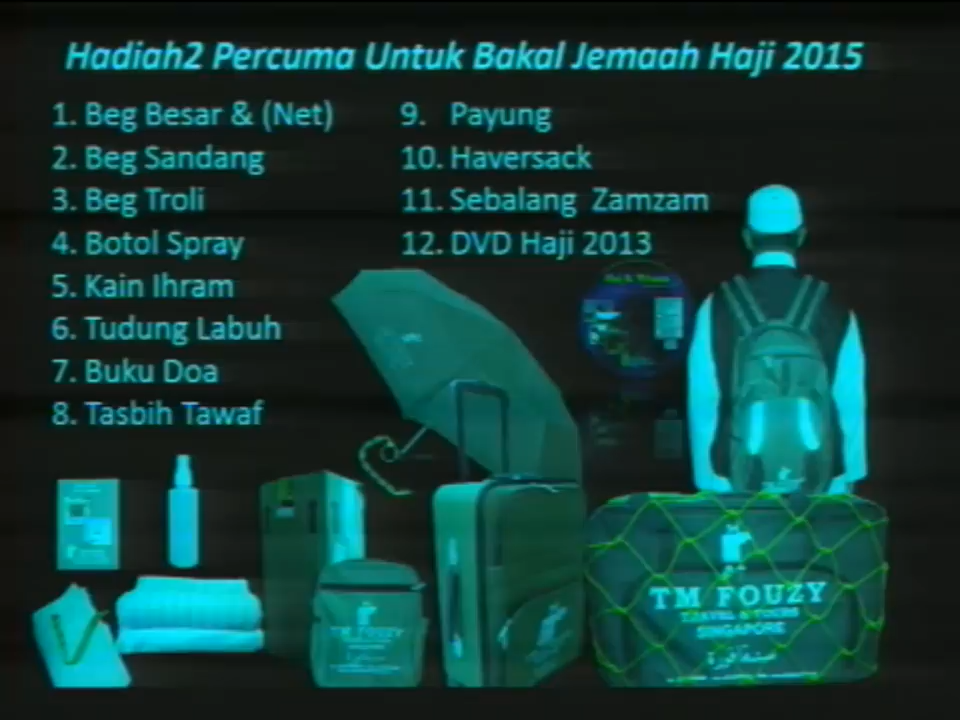 Hadiah2 Percuma Untuk Bakal Jemaah Haji 2015
1. Beg Besar & (Net)
2. Beg Sandang
3. Beg Troli
4. Botol Spray
5. Kain Ihram
6. Tudung Labuh
7. Buku Doa
8. Tasbih Tawaf
9. Payung
10. Haversack
11. Sebalang Zamzam
12. DVD Haji 2013
TM FOUZY
TM FOUZY
TRAVEL & TOURS
SINGAPORE